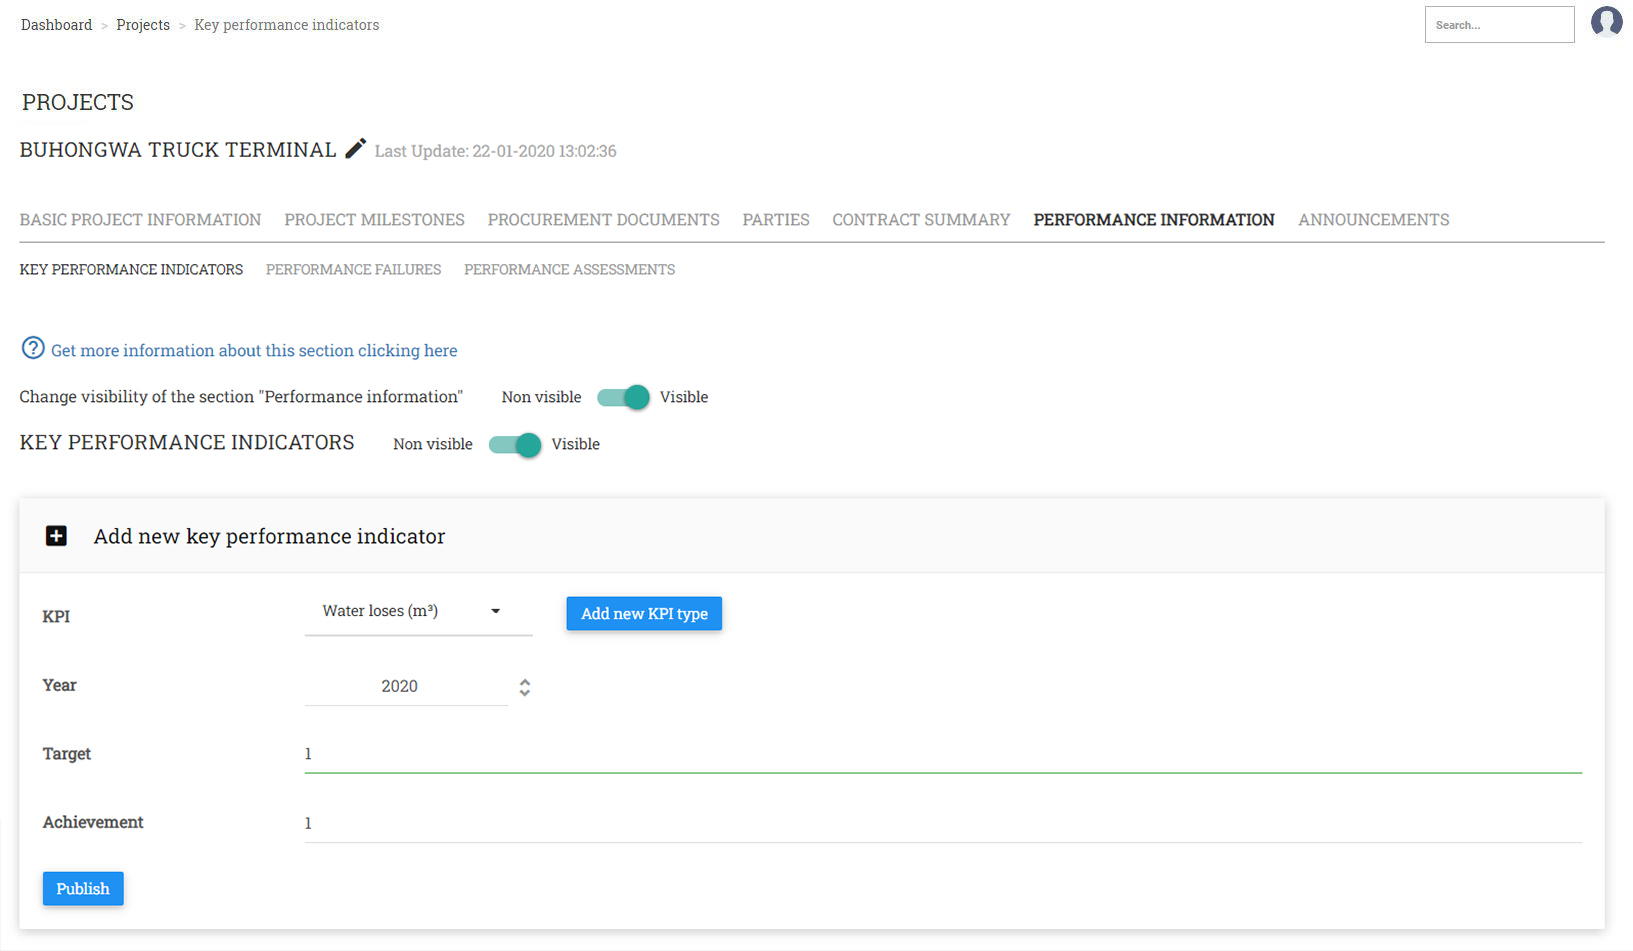 Dashboard > Projects > Key performance indicators
Search...
PROJECTS
BUHONGWA TRUCK TERMINAL Last Update: 22-01-2020 13:02:36
BASIC PROJECT INFORMATION PROJECT MILESTONES PROCUREMENT DOCUMENTS PARTIES CONTRACT SUMMARY PERFORMANCE INFORMATION ANNOUNCEMENTS
KEY PERFORMANCE INDICATORS PERFORMANCE FAILURES PERFORMANCE ASSESSMENTS
Get more information about this section clicking here
Change visibility of the section "Performance information" Non visible Visible
KEY PERFORMANCE INDICATORS Non visible Visible
Add new key performance indicator
KPI Water loses (m³) Add new KPI type
Year 2020
Target 1
Achievement 1
Publish